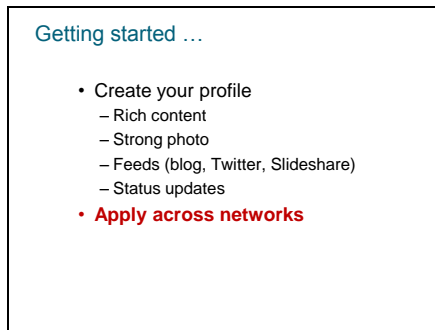 Getting started …
• Create your profile
– Rich content
– Strong photo
– Feeds (blog, Twitter, Slideshare)
– Status updates
• Apply across networks